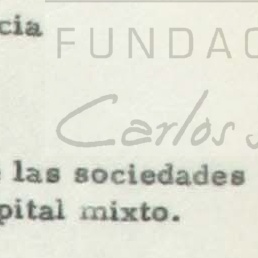 cia
FUNDAC
Carlos
las sociedades
pital mixto.